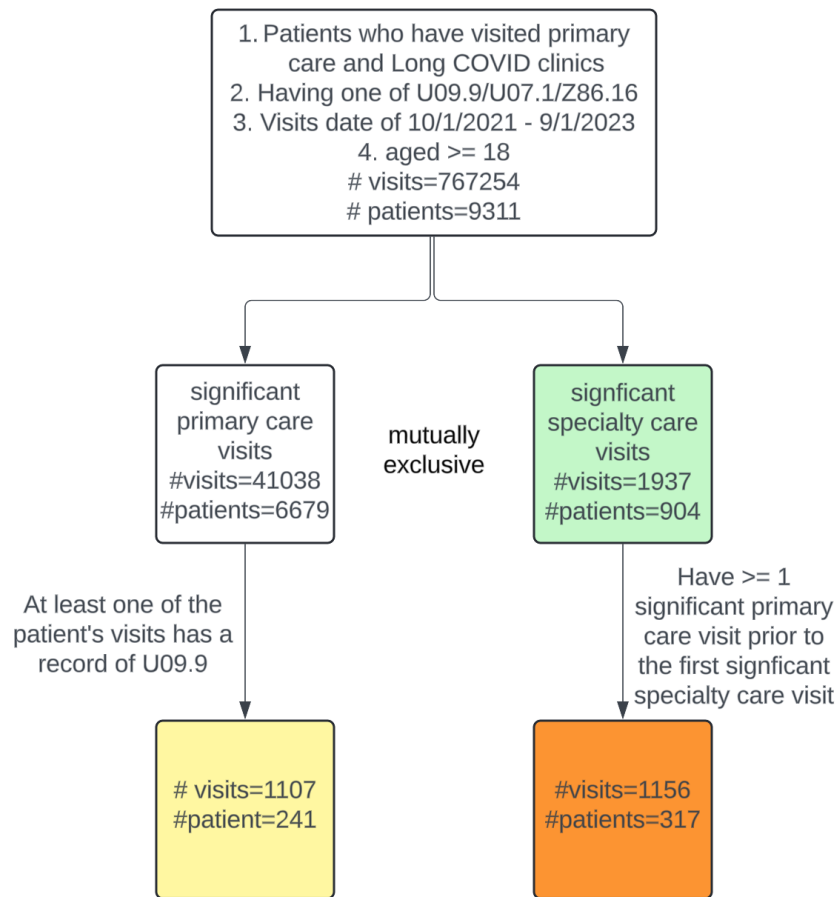 1. Patients who have visited primary
care and Long COVID clinics
2. Having one of U09.9/U07.1/Z86.16
3. Visits date of 10/1/2021 - 9/1/2023
4. aged >= 18
# visits=767254
# patients=9311
significant
primary care
visits
#visits=41038
#patients=6679
mutually
exclusive
signficant
specialty care
visits
#visits=1937
#patients=904
At least one of the
patient's visits has a
record of U09.9
Have >= 1
significant primary
care visit prior to
the first signficant
specialty care visit
# visits=1107
#patient=241
#visits=1156
#patients=317